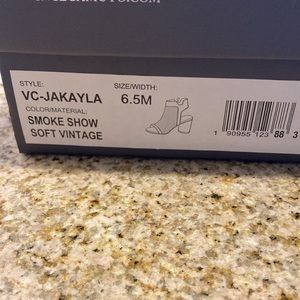 STYLE:
VC-JAKAYLA
SIZE/WIDTH:
6.5M
COLOR/MATERIAL:
SMOKE SHOW
SOFT VINTAGE
1 90955 123 88 3